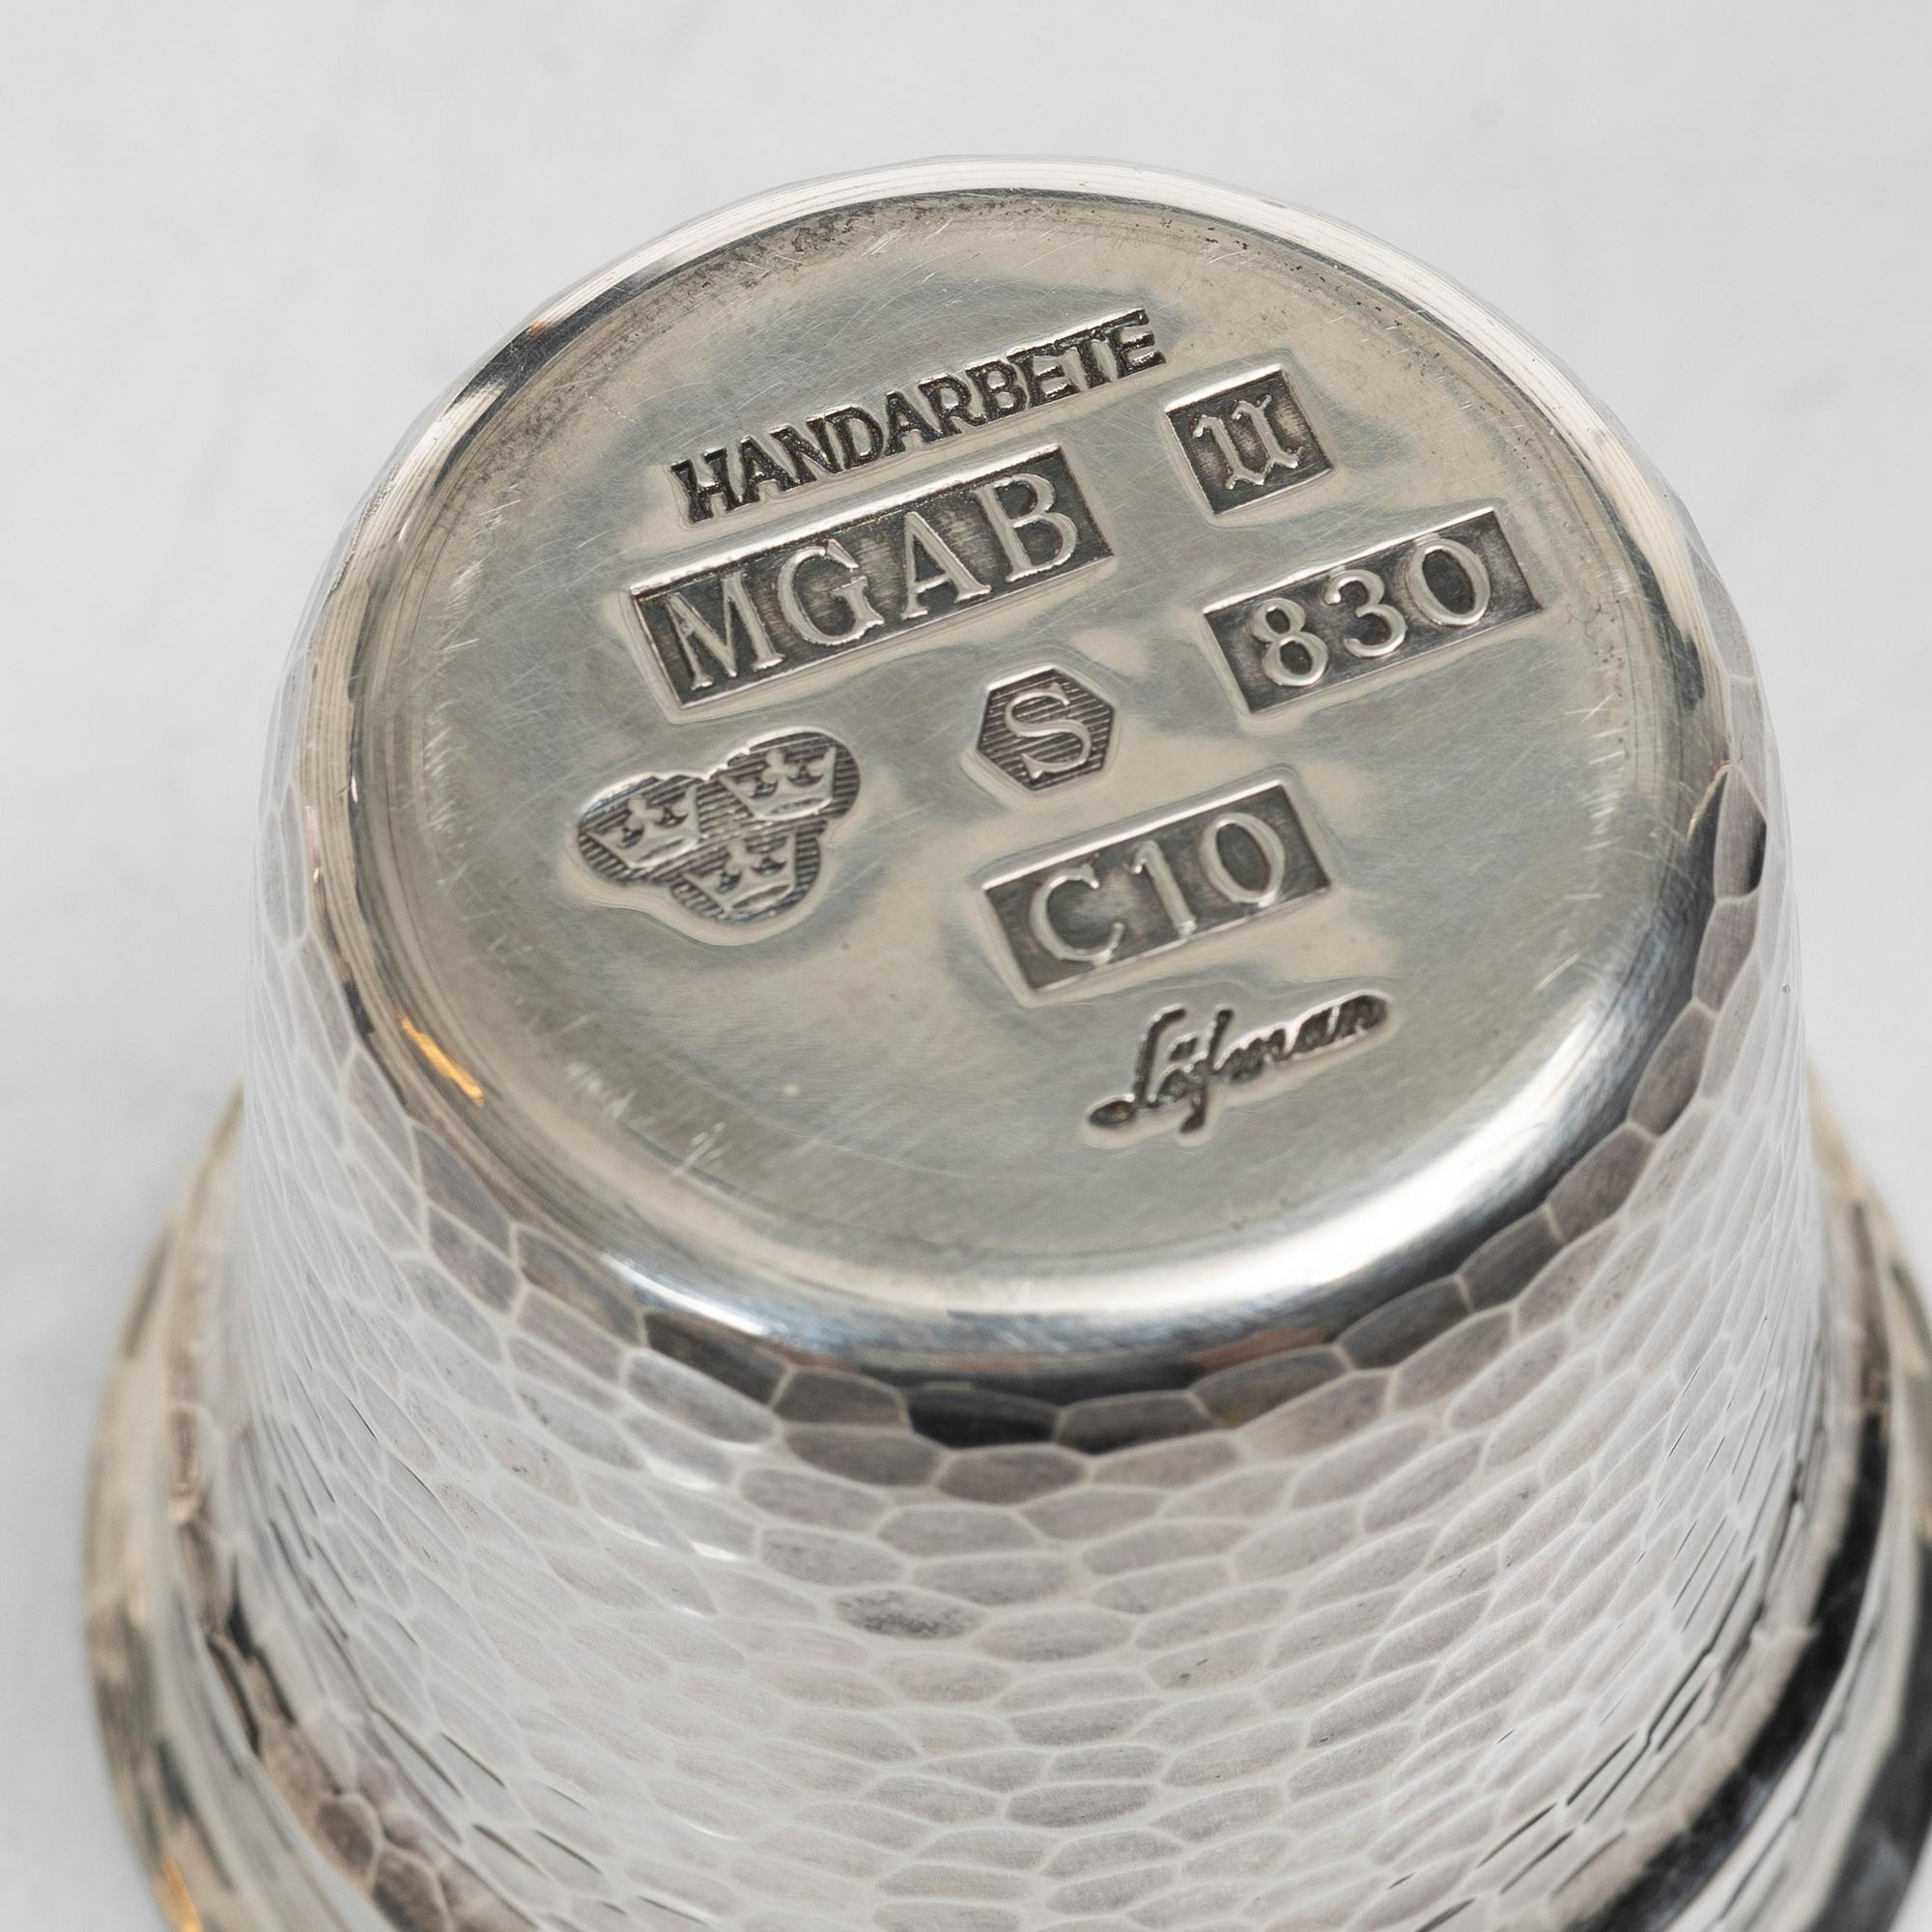 HANDARBETE
u
MGAB
830
S
C10
Löfman